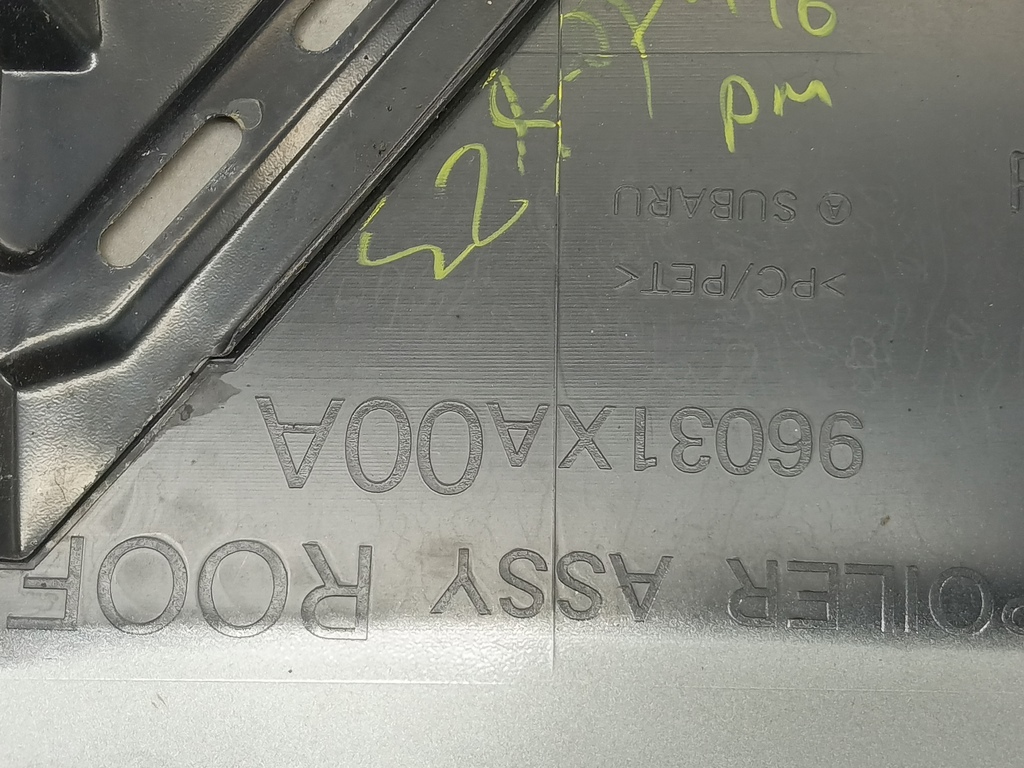 POILER ASSY ROOF
96031XA00A
>PC/PET<
Ⓐ SUBARU
pm